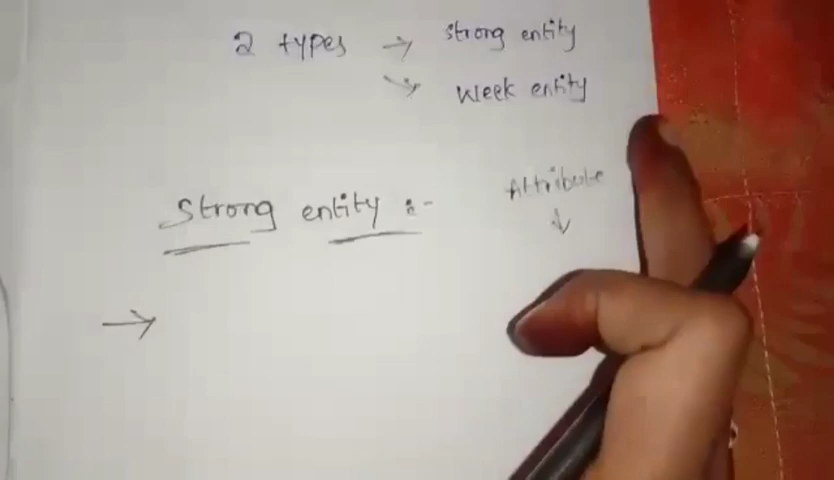 2 types → strong entity
↘ week entity
Attribute
Strong entity :-
↓
→